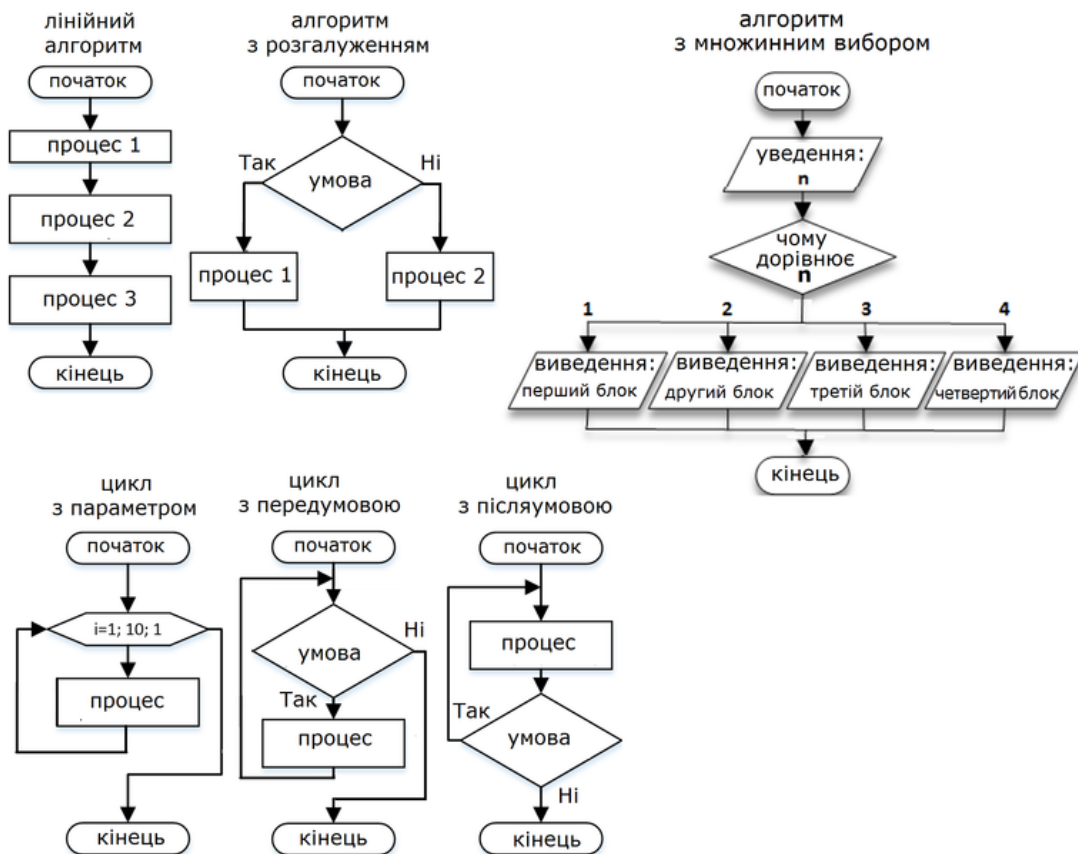 лінійний
алгоритм
початок
процес 1
процес 2
процес 3
кінець
алгоритм
з розгалуженням
початок
Так
Ні
умова
процес 1
процес 2
кінець
алгоритм
з множинним вибором
початок
уведення:
n
чому
дорівнює
n
1
2
3
4
виведення:
перший блок
виведення:
другий блок
виведення:
третій блок
виведення:
четвертий блок
кінець
цикл
з параметром
початок
i=1; 10; 1
процес
кінець
цикл
з передумовою
початок
Ні
умова
Так
процес
кінець
цикл
з післяумовою
початок
процес
Так
умова
Ні
кінець